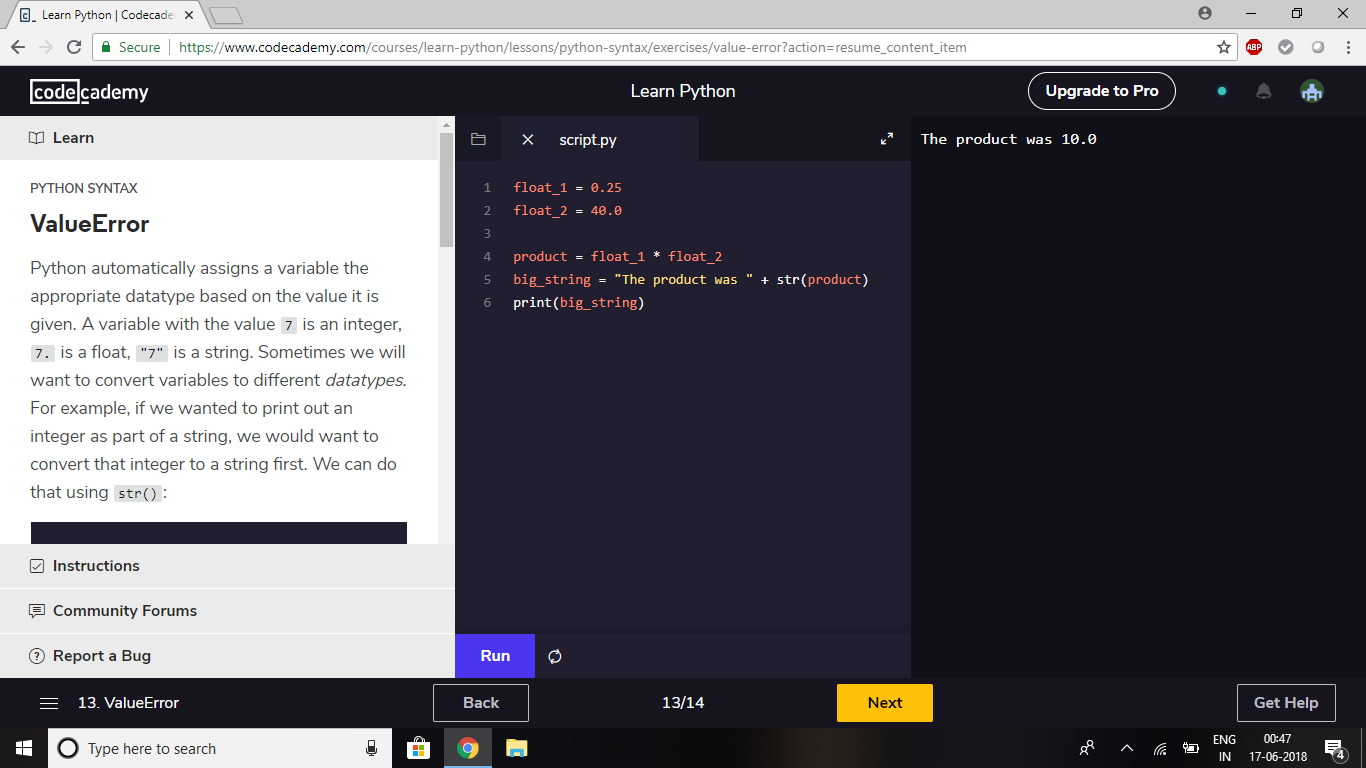 Learn Python | Codecade
Secure
https://www.codecademy.com/courses/learn-python/lessons/python-syntax/exercises/value-error?action=resume_content_item
ABP
codecademy
Learn Python
Upgrade to Pro
Learn
PYTHON SYNTAX
ValueError
Python automatically assigns a variable the
appropriate datatype based on the value it is
given. A variable with the value 7 is an integer,
7. is a float, "7" is a string. Sometimes we will
want to convert variables to different datatypes.
For example, if we wanted to print out an
integer as part of a string, we would want to
convert that integer to a string first. We can do
that using str():
Instructions
Community Forums
Report a Bug
script.py
1 float_1 = 0.25
2 float_2 = 40.0
3
4 product = float_1 * float_2
5 big_string = "The product was " + str(product)
6 print(big_string)
Run
The product was 10.0
13. ValueError
Back
13/14
Next
Get Help
Type here to search
ENG
IN
00:47
17-06-2018
4